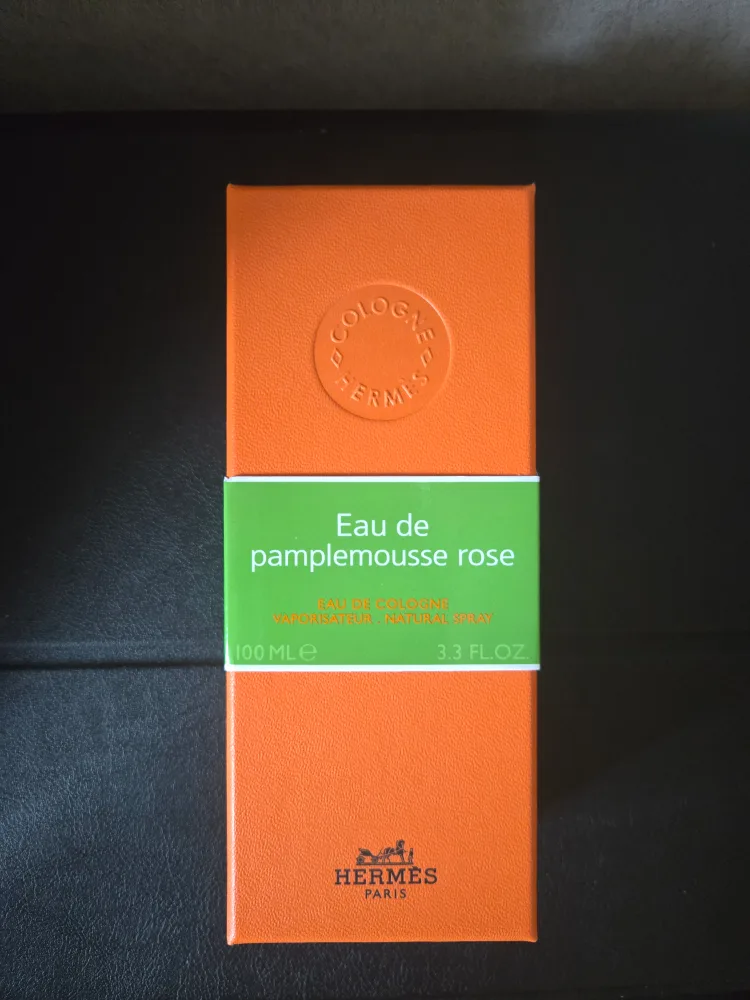 COLOGNE
HERMÈS
Eau de
pamplemousse rose
EAU DE COLOGNE
VAPORISATEUR . NATURAL SPRAY
100 ML ℮ 3.3 FL.OZ.
HERMÈS
PARIS